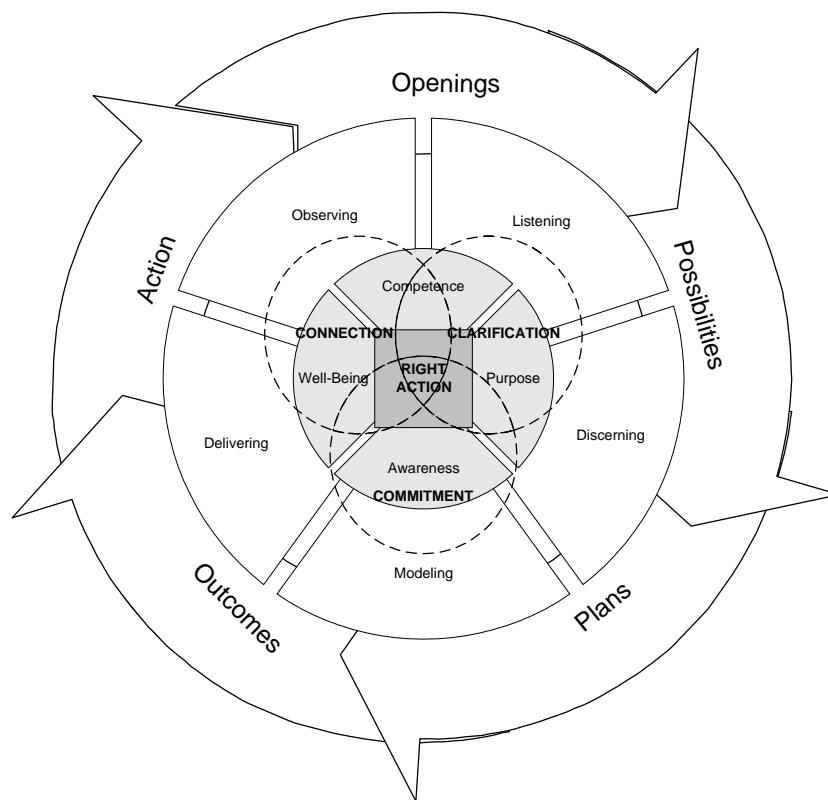 Openings
Observing
Listening
Action
Possibilities
Competence
CONNECTION
CLARIFICATION
RIGHT
ACTION
Well-Being
Purpose
Delivering
Discerning
Awareness
COMMITMENT
Modeling
Outcomes
Plans